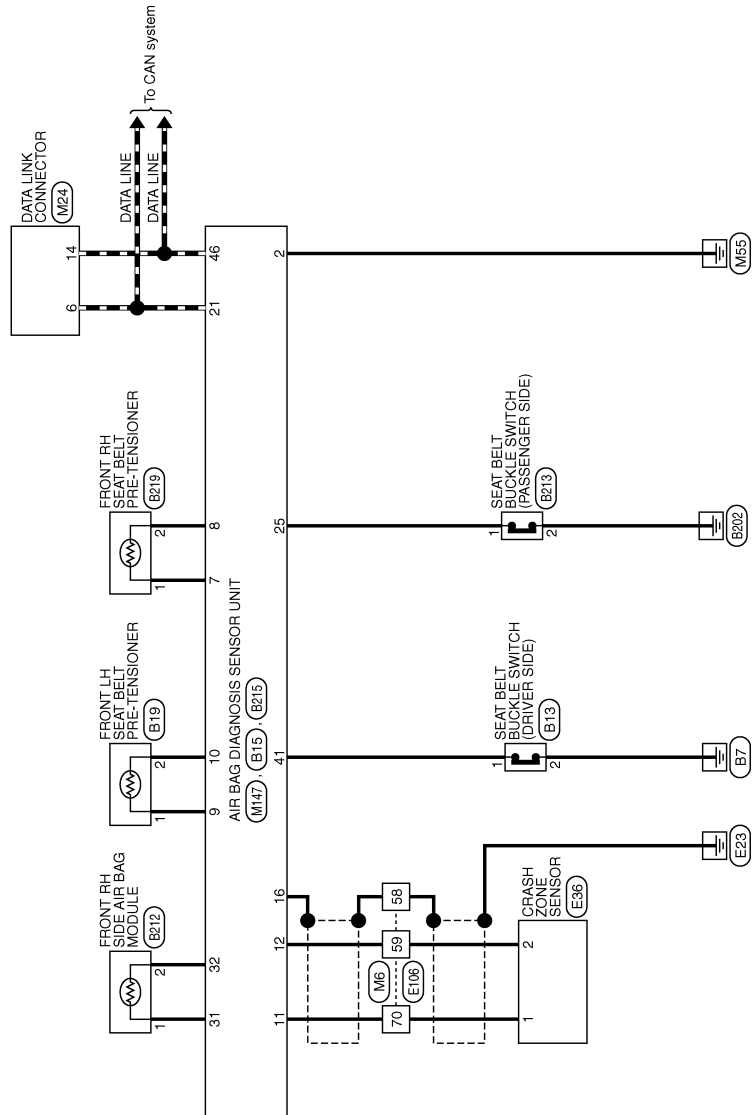 DATA LINK
CONNECTOR
M24
14
6
To CAN system
DATA LINE
DATA LINE
FRONT RH
SEAT BELT
PRE-TENSIONER
B219
2
1
FRONT LH
SEAT BELT
PRE-TENSIONER
B19
2
1
FRONT RH
SIDE AIR BAG
MODULE
B212
2
1
46
21
8
7
10
9
32
31
AIR BAG DIAGNOSIS SENSOR UNIT
M147 , B15 , B215
2
25
41
16
12
11
58
59
70
M6
E106
SEAT BELT
BUCKLE SWITCH
(PASSENGER SIDE)
B213
1
2
SEAT BELT
BUCKLE SWITCH
(DRIVER SIDE)
B13
1
2
CRASH
ZONE
SENSOR
E36
2
1
M55
B202
B7
E23